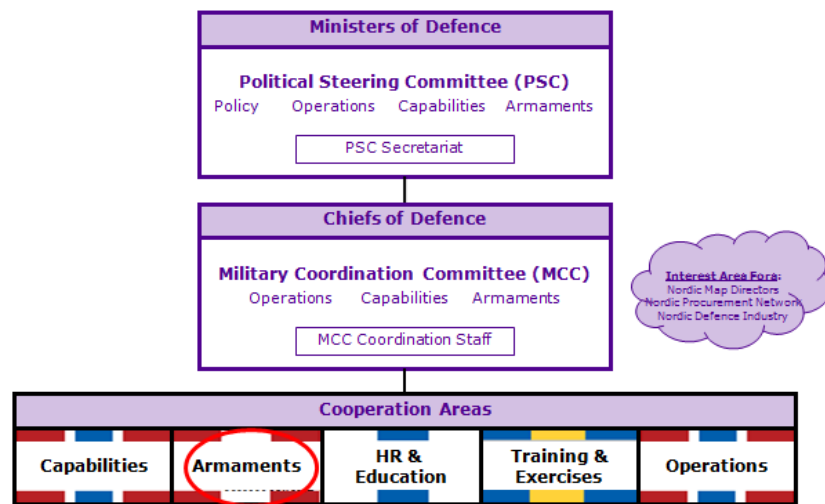 Ministers of Defence
Political Steering Committee (PSC)
Policy Operations Capabilities Armaments
PSC Secretariat
Chiefs of Defence
Military Coordination Committee (MCC)
Operations Capabilities Armaments
MCC Coordination Staff
Interest Area Fora:
Nordic Map Directors
Nordic Procurement Network
Nordic Defence Industry
Cooperation Areas
Capabilities
Armaments
HR &
Education
Training &
Exercises
Operations